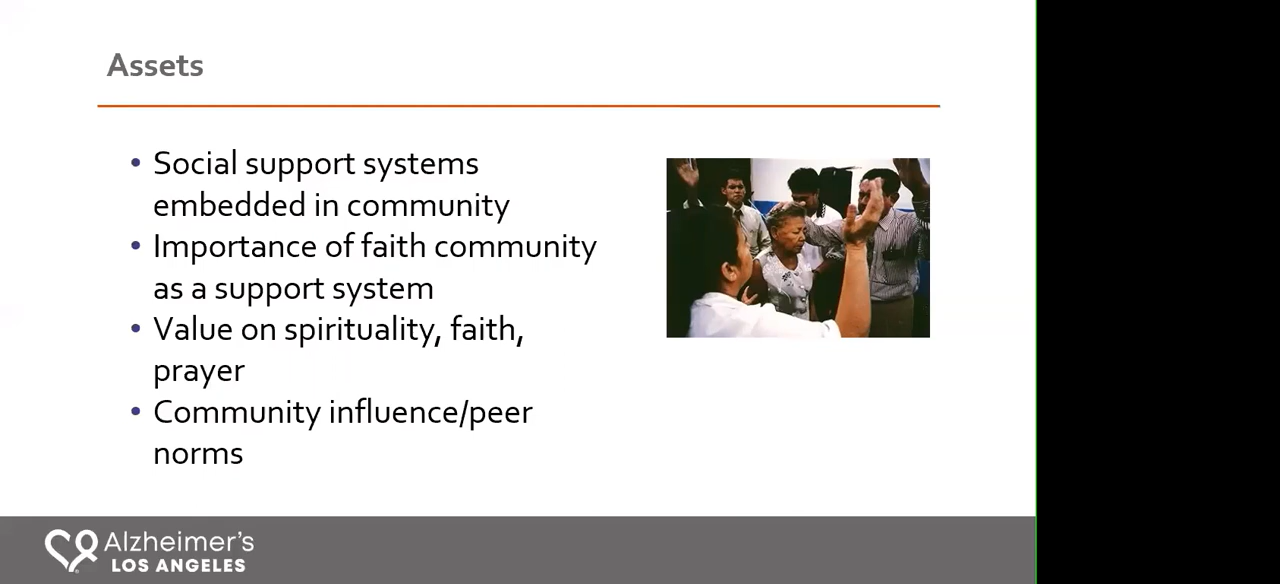 Assets
• Social support systems
embedded in community
• Importance of faith community
as a support system
• Value on spirituality, faith,
prayer
• Community influence/peer
norms
Alzheimer's
LOS ANGELES